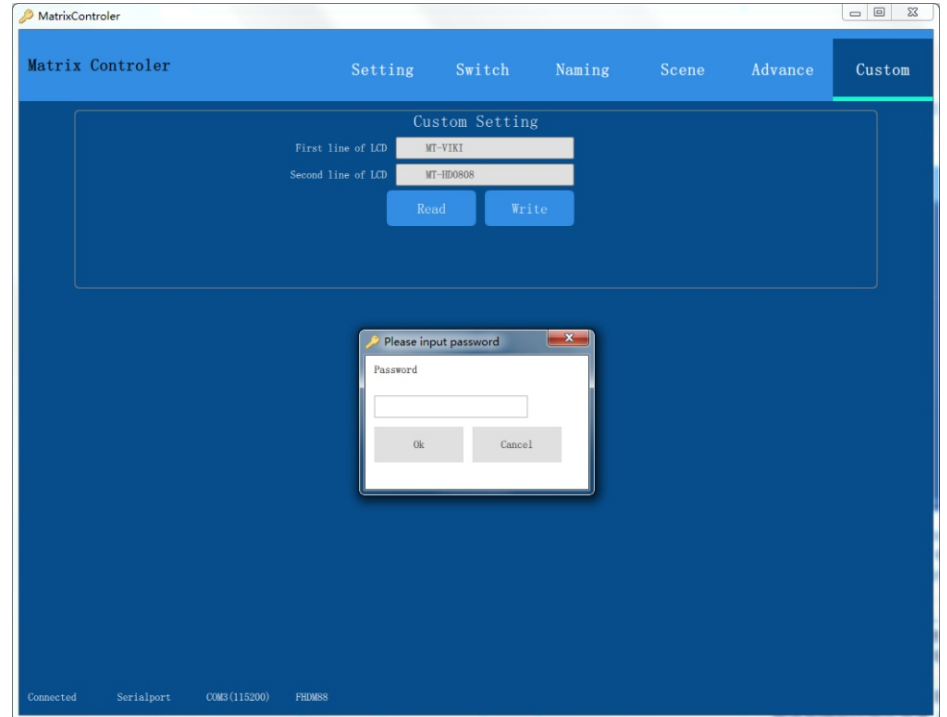 MatrixControler
Matrix Controler Setting Switch Naming Scene Advance Custom
Custom Setting
First line of LCD MT-VIKI
Second line of LCD MT-HD0808
Read Write
Please input password
Password
Ok Cancel
Connected Serialport COM3(115200) FHDM88